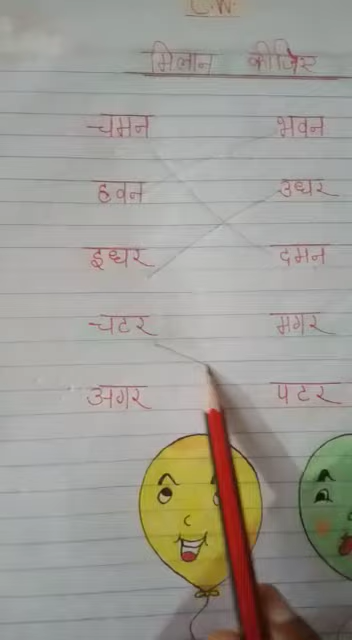 C.W.
मिलान कीजिए
चमन भवन
हवन उधर
इधर दमन
चटर मगर
अगर पटर